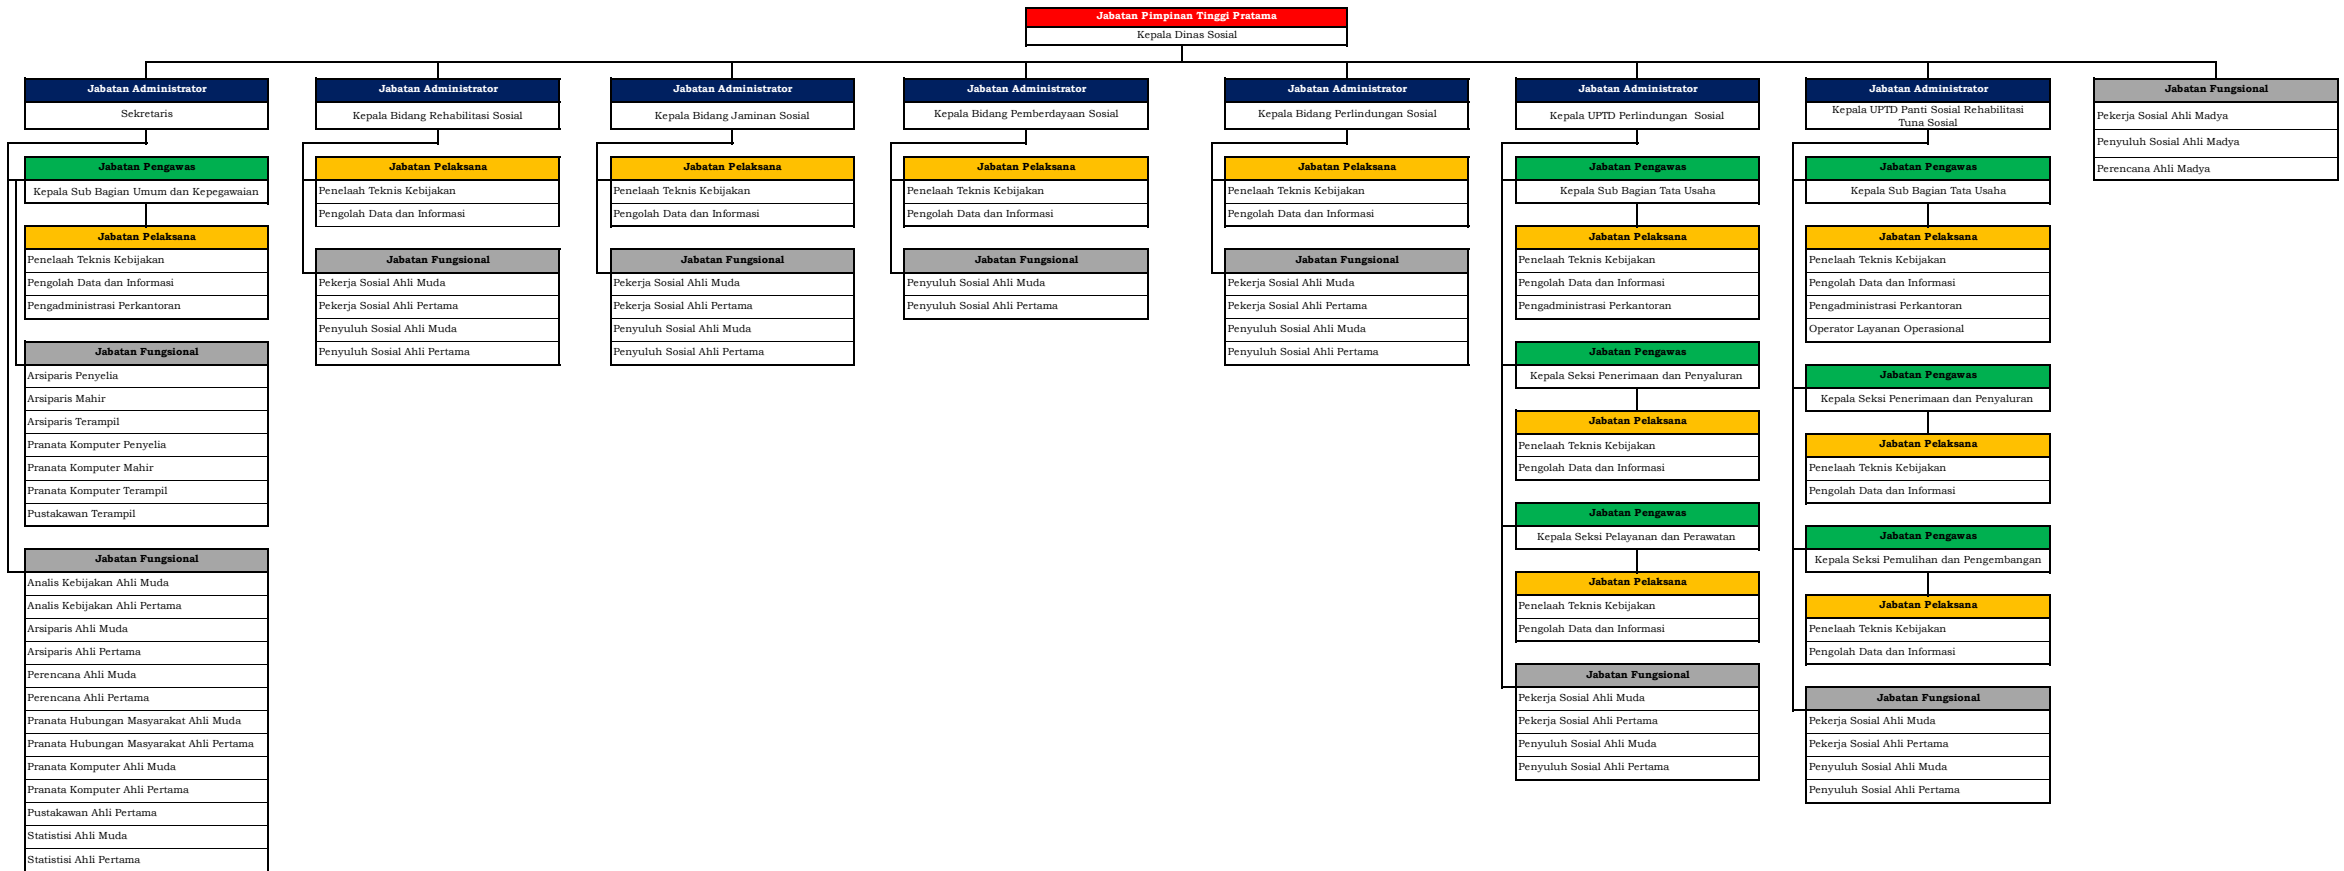 Jabatan Pimpinan Tinggi Pratama
Kepala Dinas Sosial
Jabatan Administrator
Sekretaris
Jabatan Pengawas
Kepala Sub Bagian Umum dan Kepegawaian
Jabatan Pelaksana
Penelaah Teknis Kebijakan
Pengolah Data dan Informasi
Pengadministrasi Perkantoran
Jabatan Fungsional
Arsiparis Penyelia
Arsiparis Mahir
Arsiparis Terampil
Pranata Komputer Penyelia
Pranata Komputer Mahir
Pranata Komputer Terampil
Pustakawan Terampil
Jabatan Fungsional
Analis Kebijakan Ahli Muda
Analis Kebijakan Ahli Pertama
Arsiparis Ahli Muda
Arsiparis Ahli Pertama
Perencana Ahli Muda
Perencana Ahli Pertama
Pranata Hubungan Masyarakat Ahli Muda
Pranata Hubungan Masyarakat Ahli Pertama
Pranata Komputer Ahli Muda
Pranata Komputer Ahli Pertama
Pustakawan Ahli Pertama
Statistisi Ahli Muda
Statistisi Ahli Pertama
Jabatan Administrator
Kepala Bidang Rehabilitasi Sosial
Jabatan Pelaksana
Penelaah Teknis Kebijakan
Pengolah Data dan Informasi
Jabatan Fungsional
Pekerja Sosial Ahli Muda
Pekerja Sosial Ahli Pertama
Penyuluh Sosial Ahli Muda
Penyuluh Sosial Ahli Pertama
Jabatan Administrator
Kepala Bidang Jaminan Sosial
Jabatan Pelaksana
Penelaah Teknis Kebijakan
Pengolah Data dan Informasi
Jabatan Fungsional
Pekerja Sosial Ahli Muda
Pekerja Sosial Ahli Pertama
Penyuluh Sosial Ahli Muda
Penyuluh Sosial Ahli Pertama
Jabatan Administrator
Kepala Bidang Pemberdayaan Sosial
Jabatan Pelaksana
Penelaah Teknis Kebijakan
Pengolah Data dan Informasi
Jabatan Fungsional
Penyuluh Sosial Ahli Muda
Penyuluh Sosial Ahli Pertama
Jabatan Administrator
Kepala Bidang Perlindungan Sosial
Jabatan Pelaksana
Penelaah Teknis Kebijakan
Pengolah Data dan Informasi
Jabatan Fungsional
Pekerja Sosial Ahli Muda
Pekerja Sosial Ahli Pertama
Penyuluh Sosial Ahli Muda
Penyuluh Sosial Ahli Pertama
Jabatan Administrator
Kepala UPTD Perlindungan Sosial
Jabatan Pengawas
Kepala Sub Bagian Tata Usaha
Jabatan Pelaksana
Penelaah Teknis Kebijakan
Pengolah Data dan Informasi
Pengadministrasi Perkantoran
Jabatan Pengawas
Kepala Seksi Penerimaan dan Penyaluran
Jabatan Pelaksana
Penelaah Teknis Kebijakan
Pengolah Data dan Informasi
Jabatan Pengawas
Kepala Seksi Pelayanan dan Perawatan
Jabatan Pelaksana
Penelaah Teknis Kebijakan
Pengolah Data dan Informasi
Jabatan Fungsional
Pekerja Sosial Ahli Muda
Pekerja Sosial Ahli Pertama
Penyuluh Sosial Ahli Muda
Penyuluh Sosial Ahli Pertama
Jabatan Administrator
Kepala UPTD Panti Sosial Rehabilitasi
Tuna Sosial
Jabatan Pengawas
Kepala Sub Bagian Tata Usaha
Jabatan Pelaksana
Penelaah Teknis Kebijakan
Pengolah Data dan Informasi
Pengadministrasi Perkantoran
Operator Layanan Operasional
Jabatan Pengawas
Kepala Seksi Penerimaan dan Penyaluran
Jabatan Pelaksana
Penelaah Teknis Kebijakan
Pengolah Data dan Informasi
Jabatan Pengawas
Kepala Seksi Pemulihan dan Pengembangan
Jabatan Pelaksana
Penelaah Teknis Kebijakan
Pengolah Data dan Informasi
Jabatan Fungsional
Pekerja Sosial Ahli Muda
Pekerja Sosial Ahli Pertama
Penyuluh Sosial Ahli Muda
Penyuluh Sosial Ahli Pertama
Jabatan Fungsional
Pekerja Sosial Ahli Madya
Penyuluh Sosial Ahli Madya
Perencana Ahli Madya